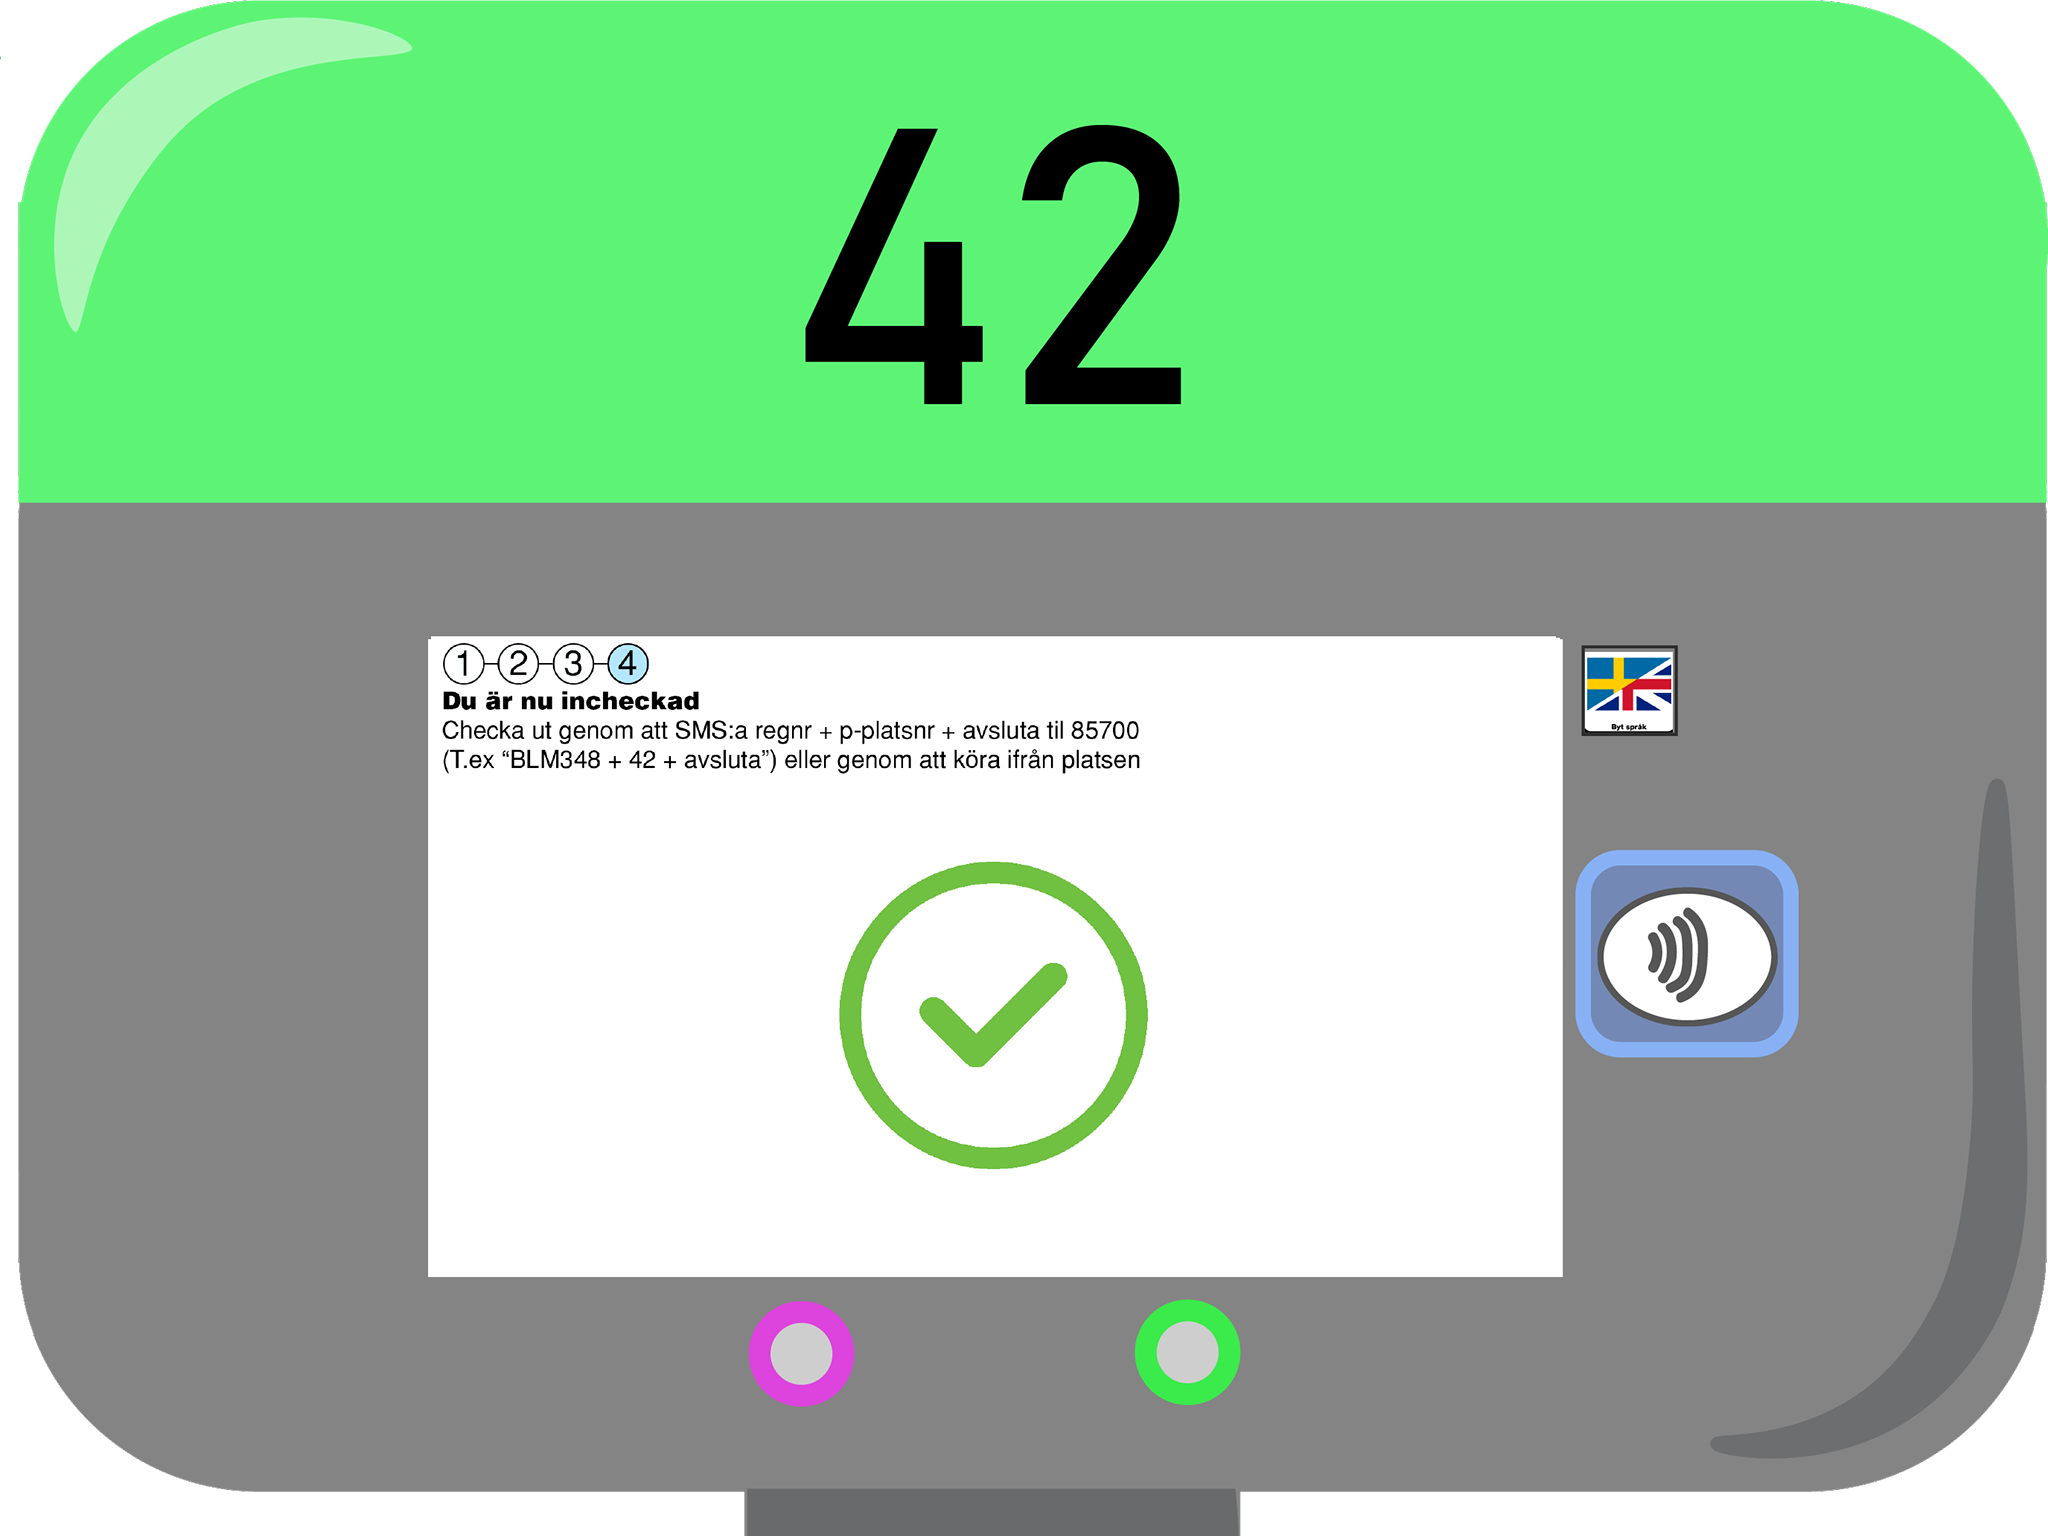 42
1 2 3 4
Du är nu incheckad
Checka ut genom att SMS:a regnr + p-platsnr + avsluta til 85700
(T.ex “BLM348 + 42 + avsluta”) eller genom att köra ifrån platsen
Byt språk